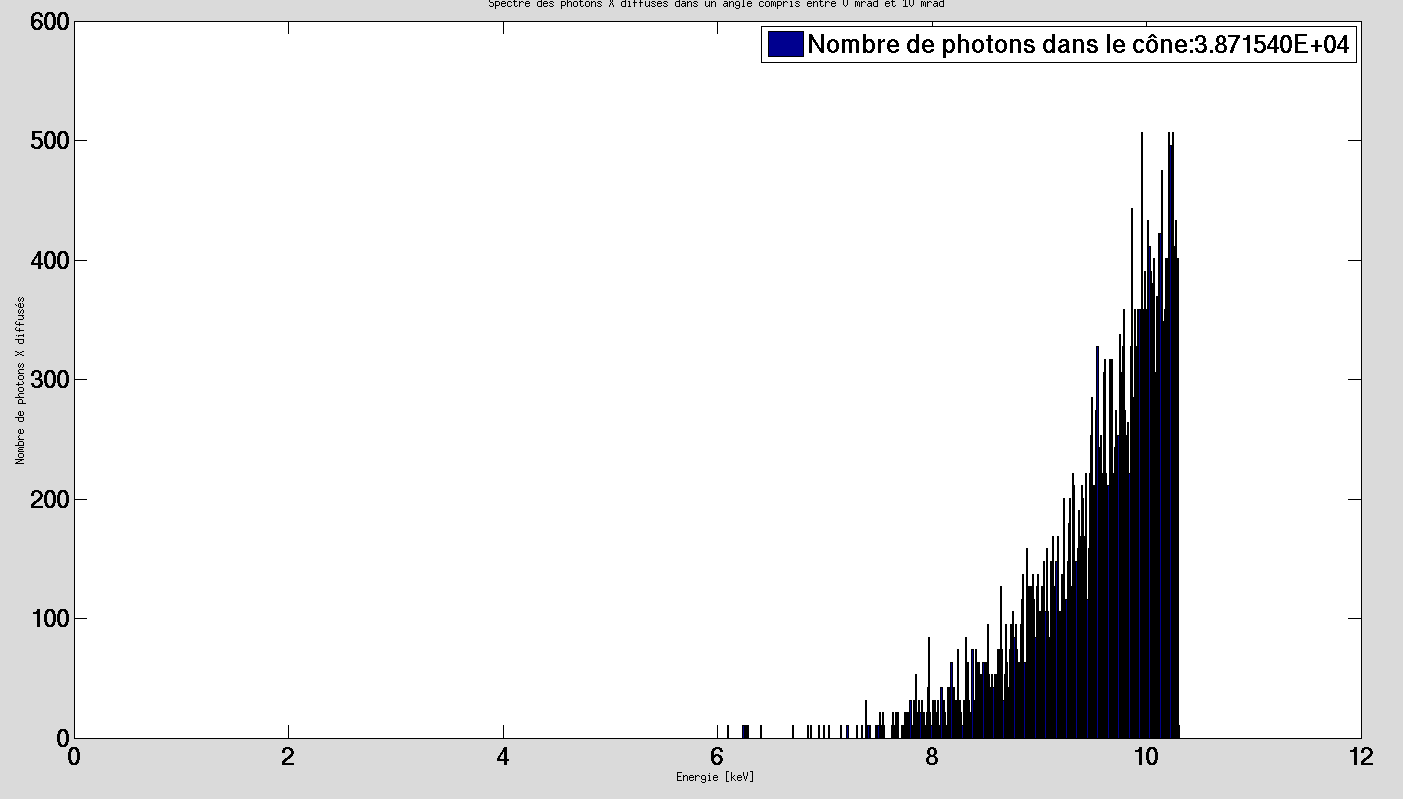 Spectre des photons X diffusés dans un angle compris entre 0 mrad et 10 mrad
600
Nombre de photons dans le cône:3.871540E+04
500
400
300
200
100
0
Nombre de photons X diffusés
0 2 4 6 8 10 12
Energie [keV]